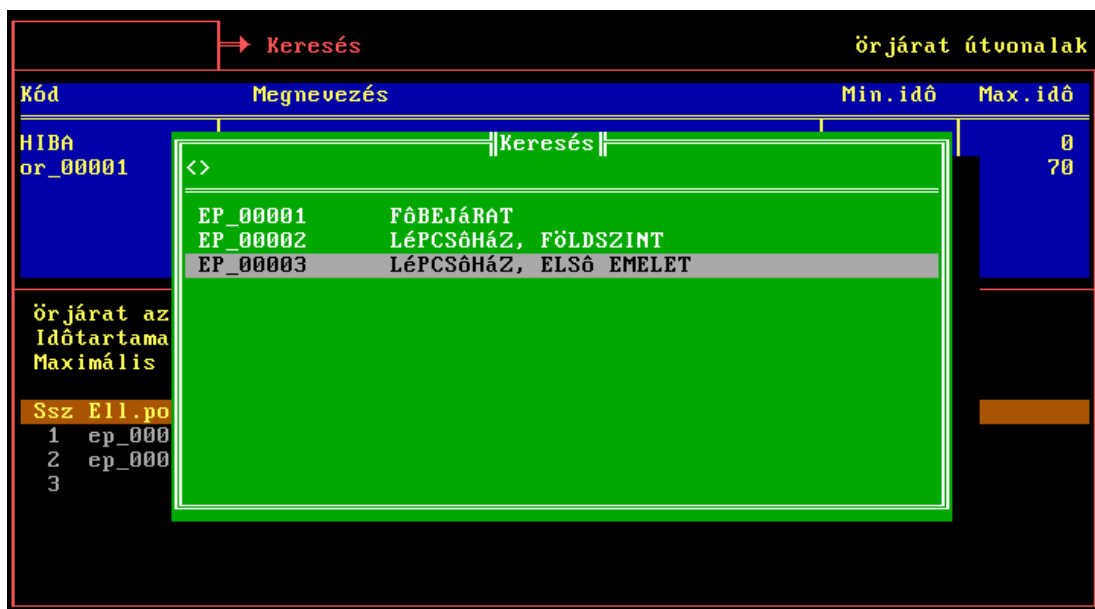 Keresés Örjárat útvonalak
Kód Megnevezés Min.idô Max.idô
HIBA 0
or_00001 70
Keresés
<>
EP_00001 FôBEJáRAT
EP_00002 LéPCSôHáZ, FöLDSZINT
EP_00003 LéPCSôHáZ, ELSô EMELET
Örjárat az
Idôtartama
Maximális
Ssz Ell.po
1 ep_000
2 ep_000
3